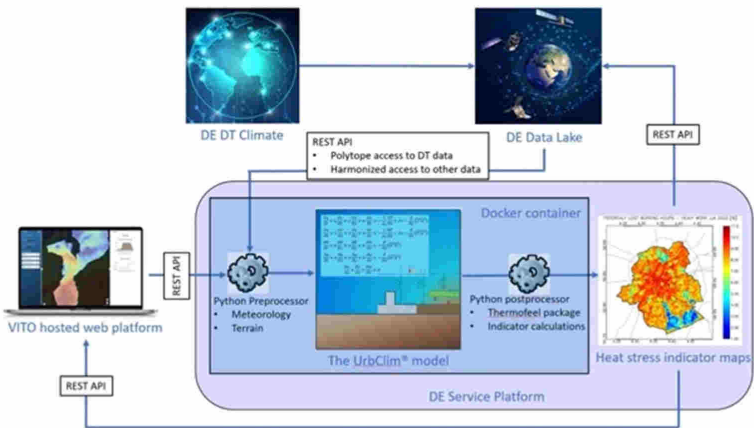 DE DT Climate
DE Data Lake
REST API
• Polytope access to DT data
• Harmonized access to other data
REST API
Docker container
REST API
Python Preprocessor
• Meteorology
• Terrain
The UrbClim® model
Python postprocessor
• Thermofeel package
• Indicator calculations
Heat stress indicator maps
VITO hosted web platform
REST API
DE Service Platform